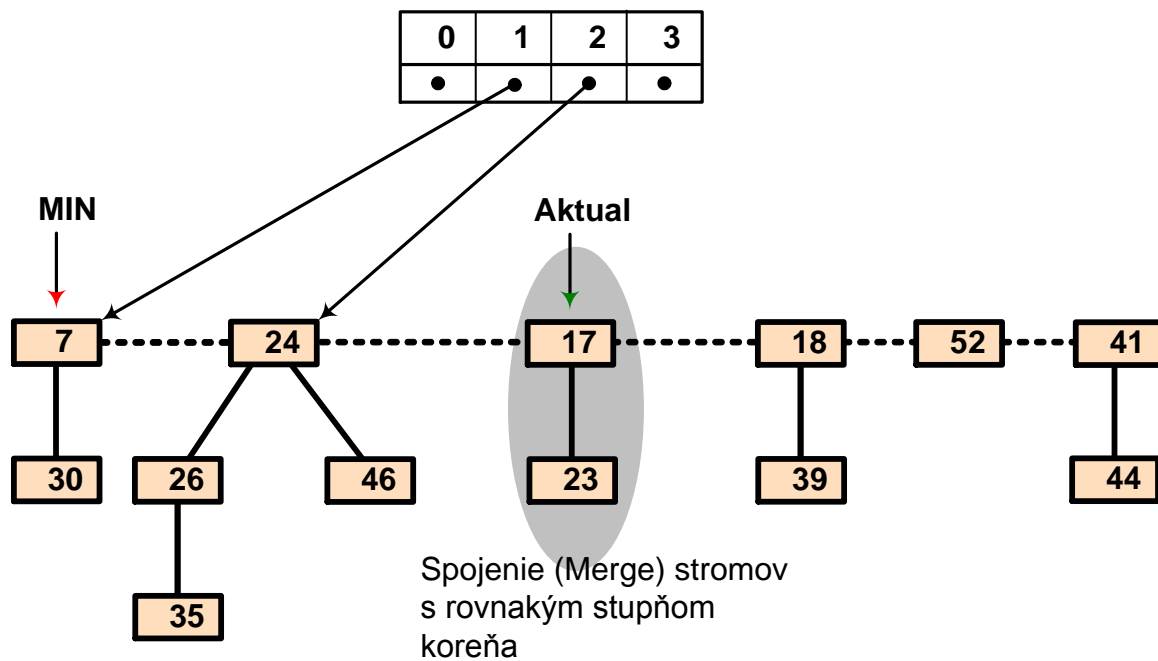 0 1 2 3
MIN
Aktual
7 24 17 18 52 41
30 26 46 23 39 44
35
Spojenie (Merge) stromov
s rovnakým stupňom
koreňa